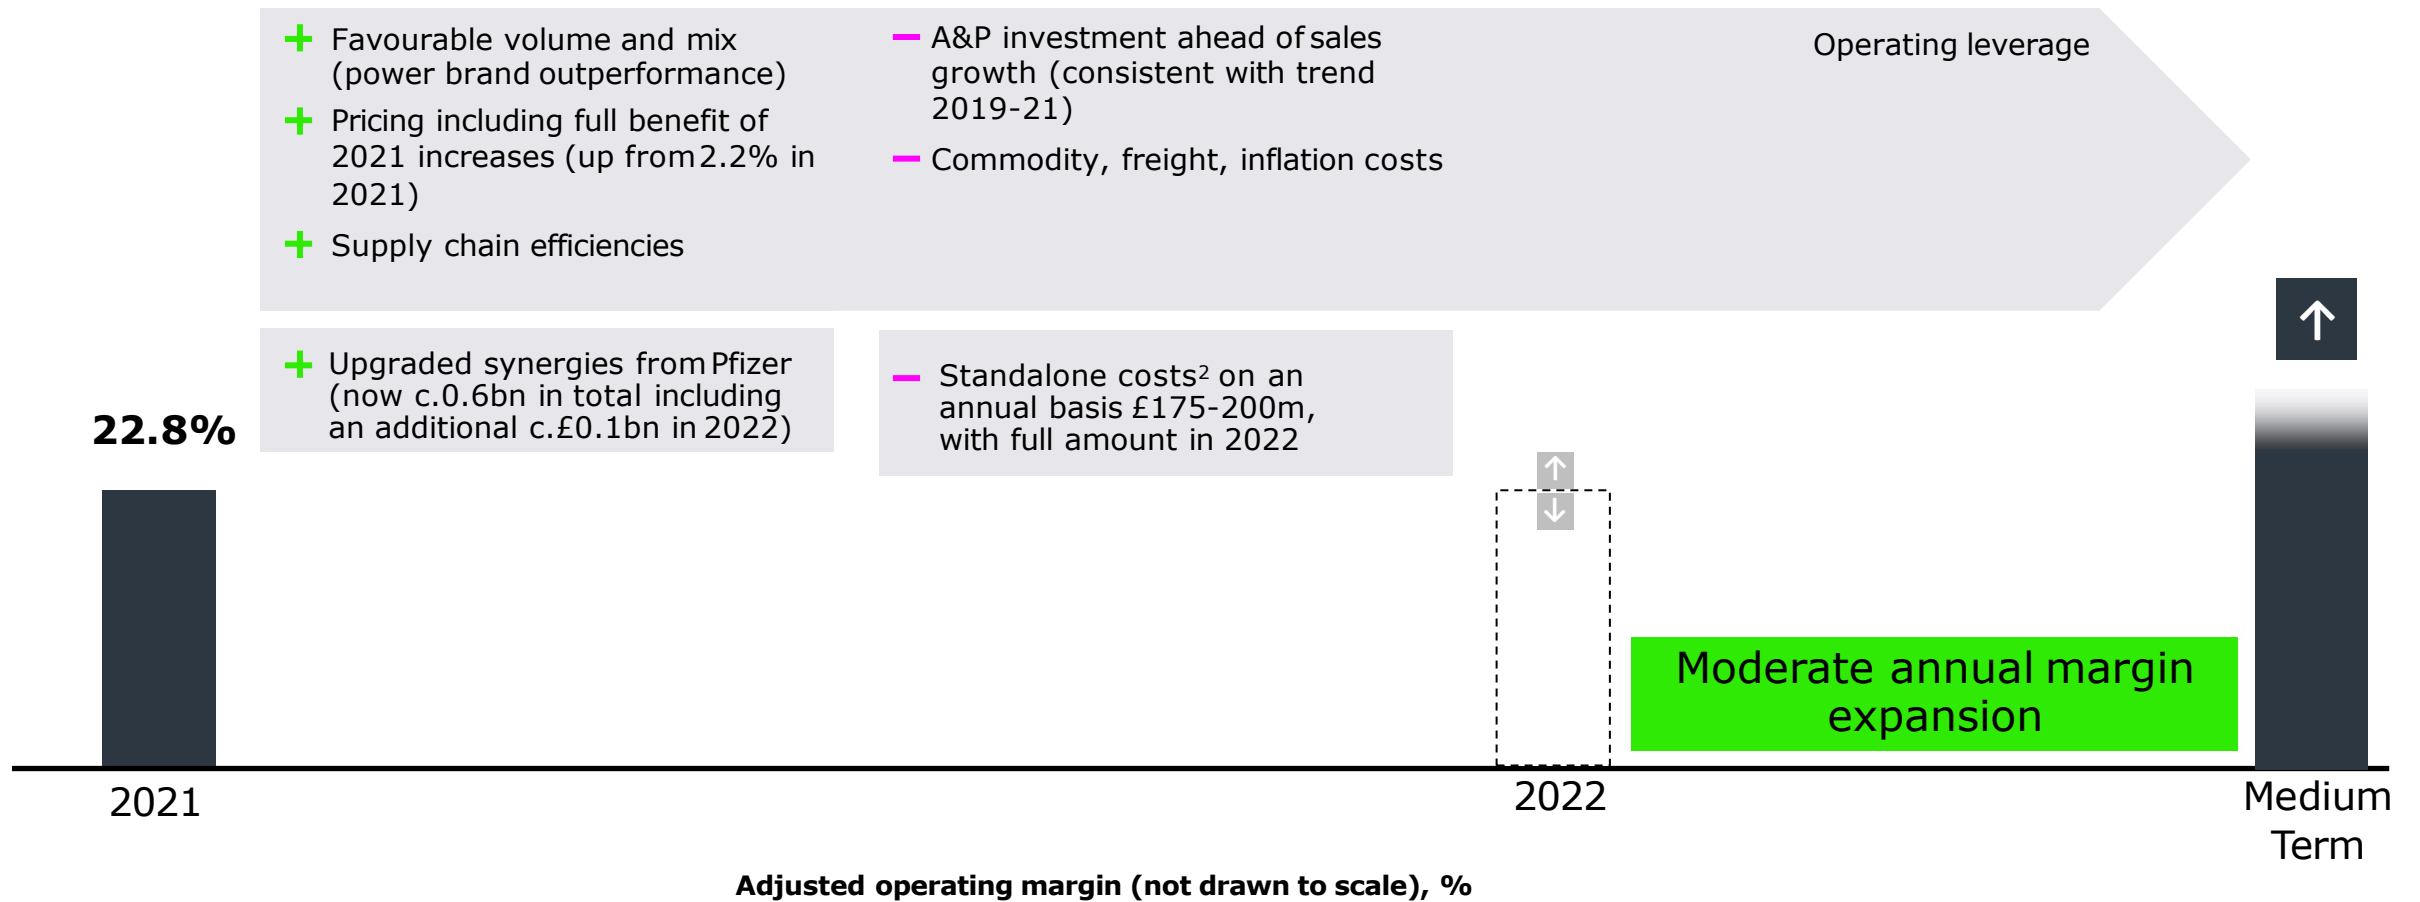 Favourable volume and mix
(power brand outperformance)
Pricing including full benefit of
2021 increases (up from 2.2% in
2021)
Supply chain efficiencies
A&P investment ahead of sales
growth (consistent with trend
2019-21)
Commodity, freight, inflation costs
Operating leverage
Upgraded synergies from Pfizer
(now c.0.6bn in total including
an additional c.£0.1bn in 2022)
Standalone costs² on an
annual basis £175-200m,
with full amount in 2022
22.8%
Moderate annual margin
expansion
2021
2022
Medium
Term
Adjusted operating margin (not drawn to scale), %